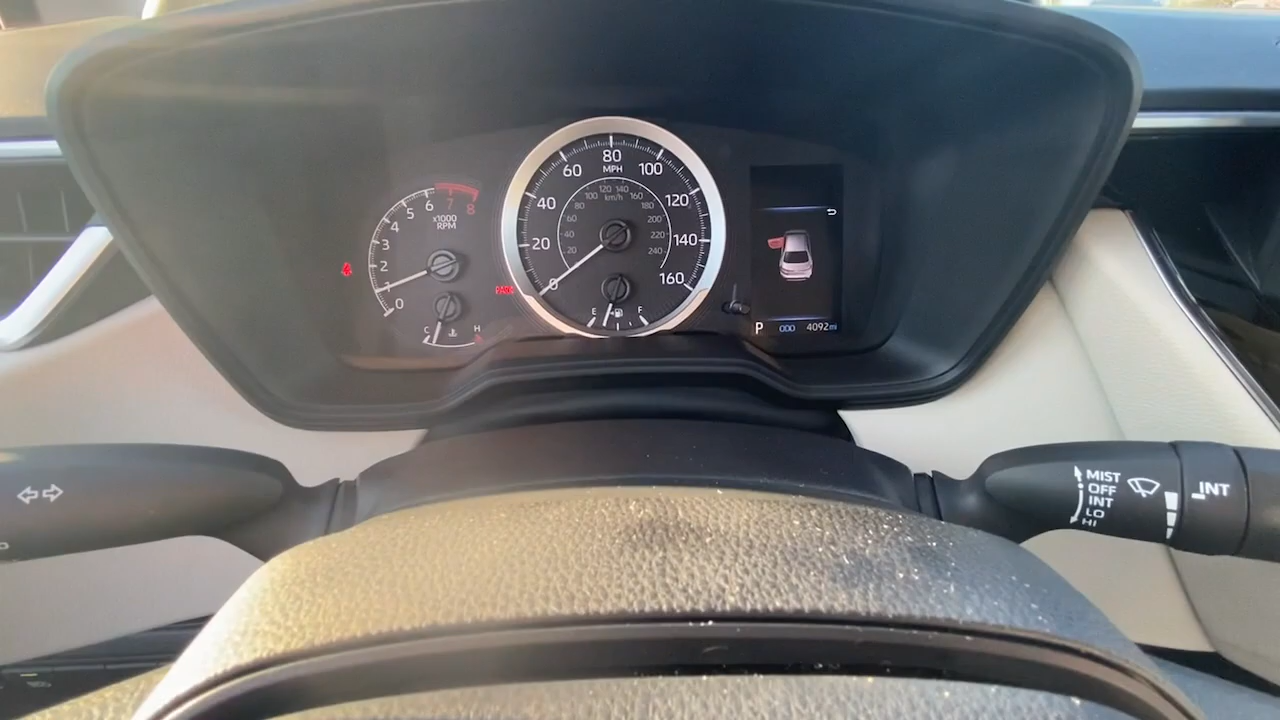 80
MPH
60
100
40
120
20
140
0
160
120 140
100 km/h 160
80
180
60
200
40
220
20
240
x1000
RPM
0
1
2
3
4
5
6
7
8
C
H
E
F
P 000 4092mi
MIST
OFF
INT
LO
HI
INT